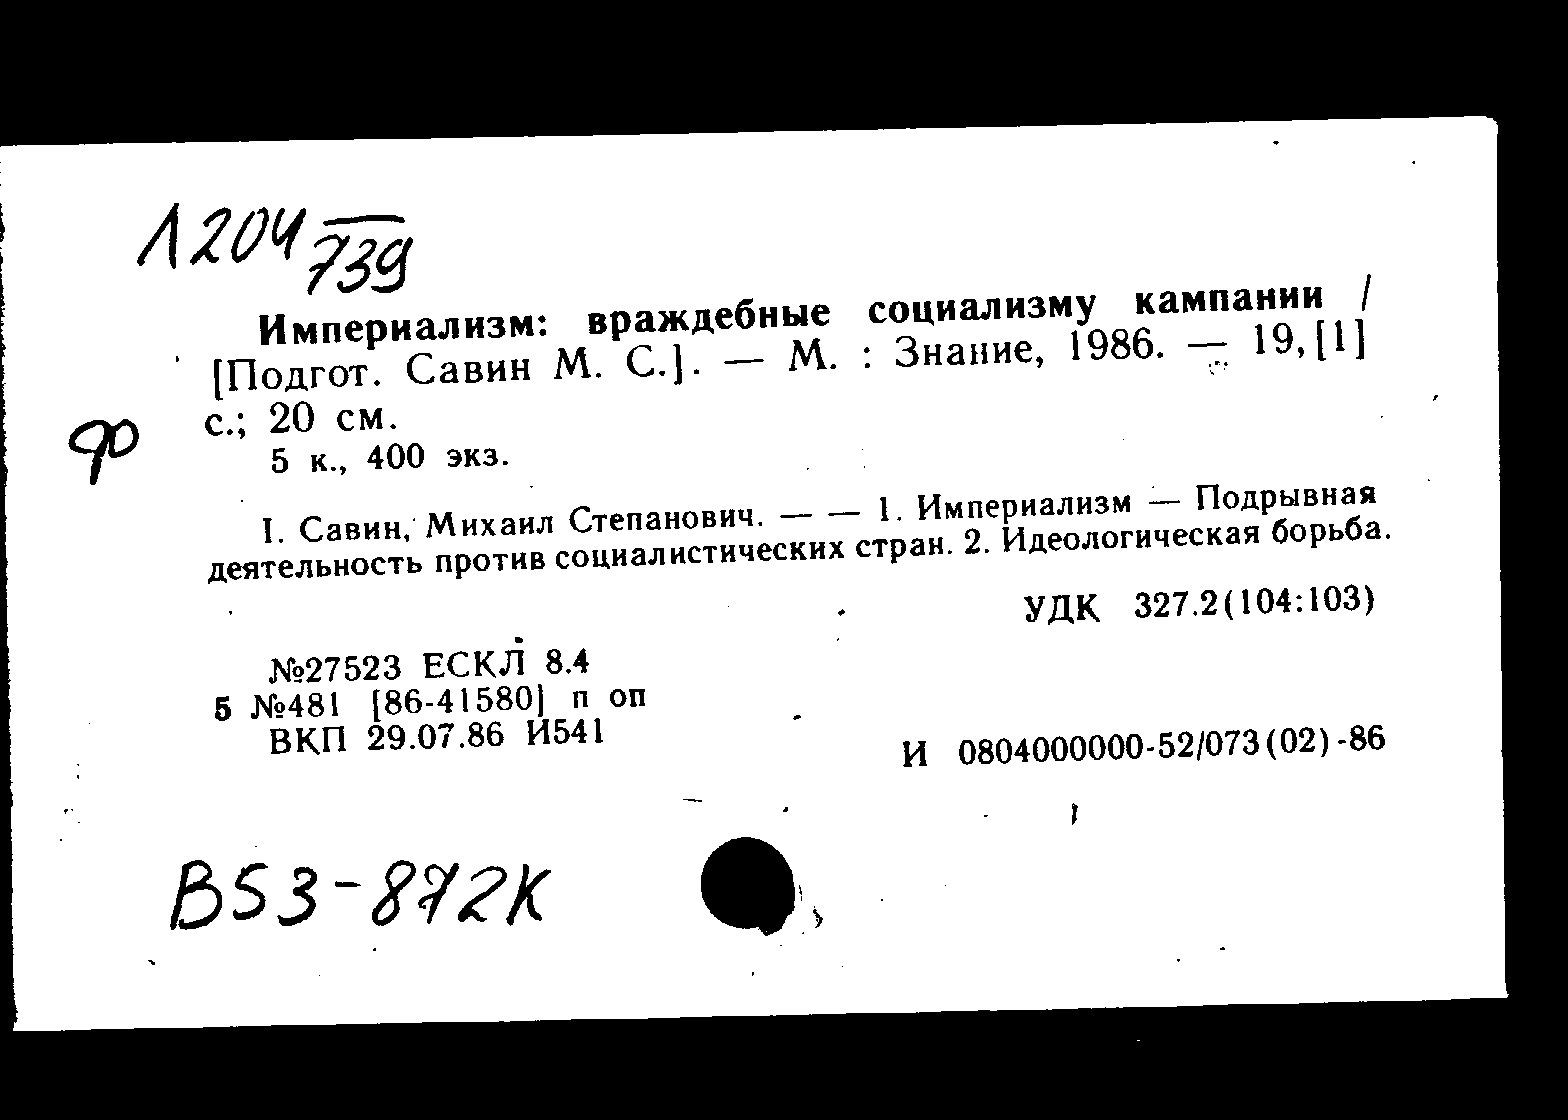 Л204
739
Империализм: враждебные социализму кампании /
[Подгот. Савин М. С.]. — М. : Знание, 1986. — 19, [1]
с.; 20 см.
ф
5 к., 400 экз.
I. Савин, Михаил Степанович. — — 1. Империализм — Подрывная
деятельность против социалистических стран. 2. Идеологическая борьба.
УДК 327.2(104:103)
№27523 ЕСКЛ 8.4
5 №481 [86-41580] п оп
ВКП 29.07.86 И541
И 0804000000-52/073(02)-86
В53-872К